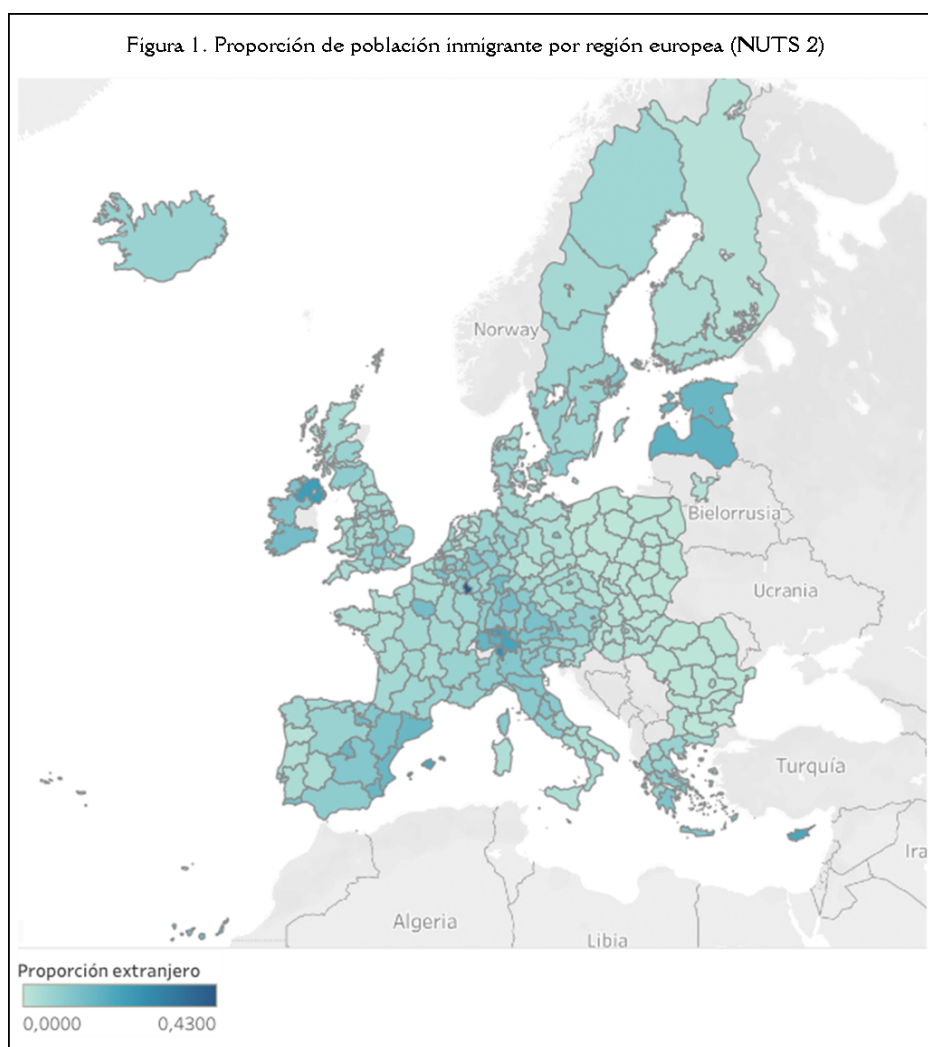 Figura 1. Proporción de población inmigrante por región europea (NUTS 2)
Norway
Bielorrusia
Ucrania
Turquía
Ira
Algeria
Libia
Proporción extranjero
0,0000 0,4300